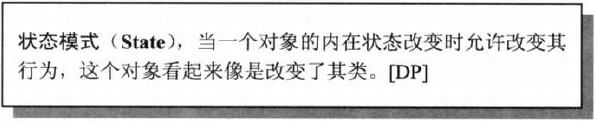 状态模式（State），当一个对象的内在状态改变时允许改变其
行为，这个对象看起来像是改变了其类。[DP]